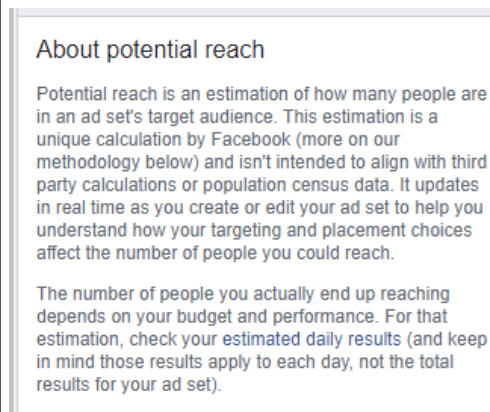 About potential reach
Potential reach is an estimation of how many people are
in an ad set's target audience. This estimation is a
unique calculation by Facebook (more on our
methodology below) and isn't intended to align with third
party calculations or population census data. It updates
in real time as you create or edit your ad set to help you
understand how your targeting and placement choices
affect the number of people you could reach.
The number of people you actually end up reaching
depends on your budget and performance. For that
estimation, check your estimated daily results (and keep
in mind those results apply to each day, not the total
results for your ad set).